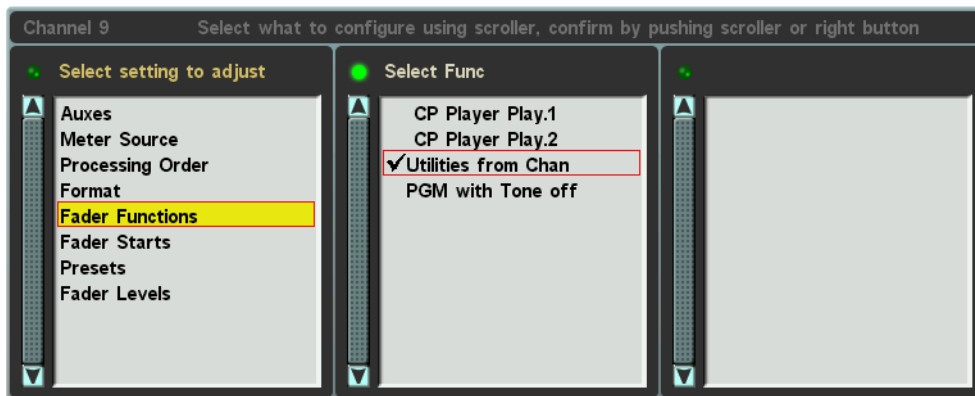 Channel 9 Select what to configure using scroller, confirm by pushing scroller or right button
Select setting to adjust
Auxes
Meter Source
Processing Order
Format
Fader Functions
Fader Starts
Presets
Fader Levels
Select Func
CP Player Play.1
CP Player Play.2
Utilities from Chan
PGM with Tone off